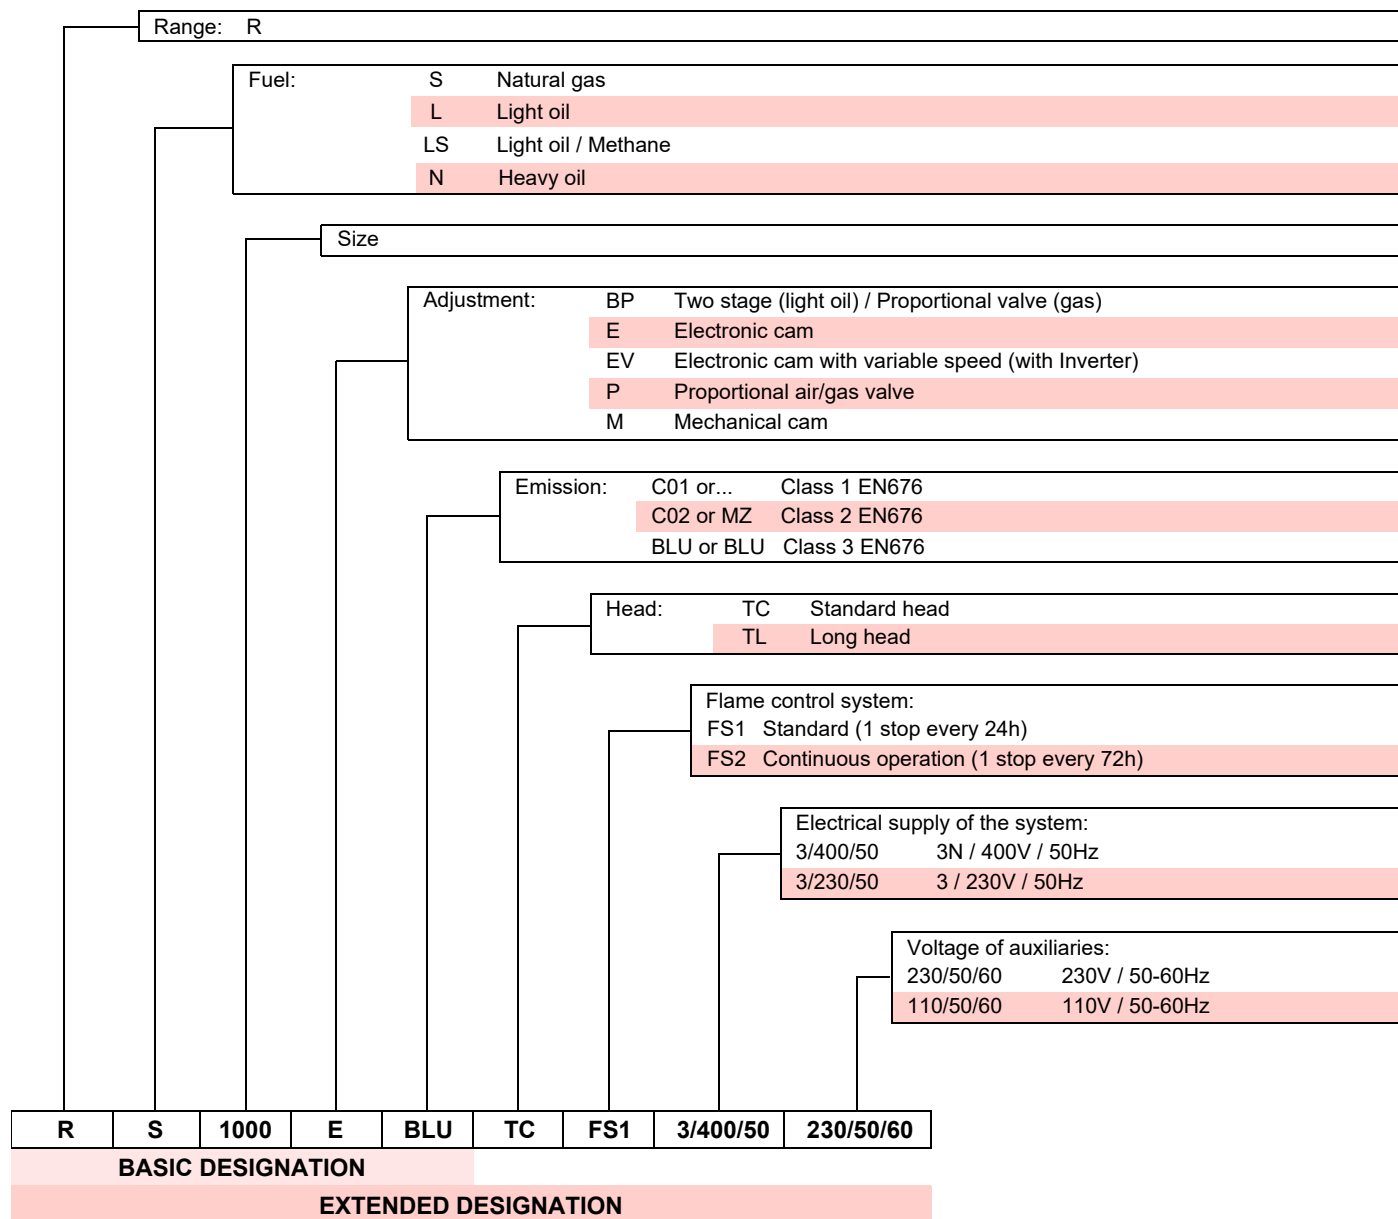 Range: R
Fuel: S Natural gas
L Light oil
LS Light oil / Methane
N Heavy oil
Size
Adjustment: BP Two stage (light oil) / Proportional valve (gas)
E Electronic cam
EV Electronic cam with variable speed (with Inverter)
P Proportional air/gas valve
M Mechanical cam
Emission: C01 or... Class 1 EN676
C02 or MZ Class 2 EN676
BLU or BLU Class 3 EN676
Head: TC Standard head
TL Long head
Flame control system:
FS1 Standard (1 stop every 24h)
FS2 Continuous operation (1 stop every 72h)
Electrical supply of the system:
3/400/50 3N / 400V / 50Hz
3/230/50 3 / 230V / 50Hz
Voltage of auxiliaries:
230/50/60 230V / 50-60Hz
110/50/60 110V / 50-60Hz
R S 1000 E BLU TC FS1 3/400/50 230/50/60
BASIC DESIGNATION
EXTENDED DESIGNATION